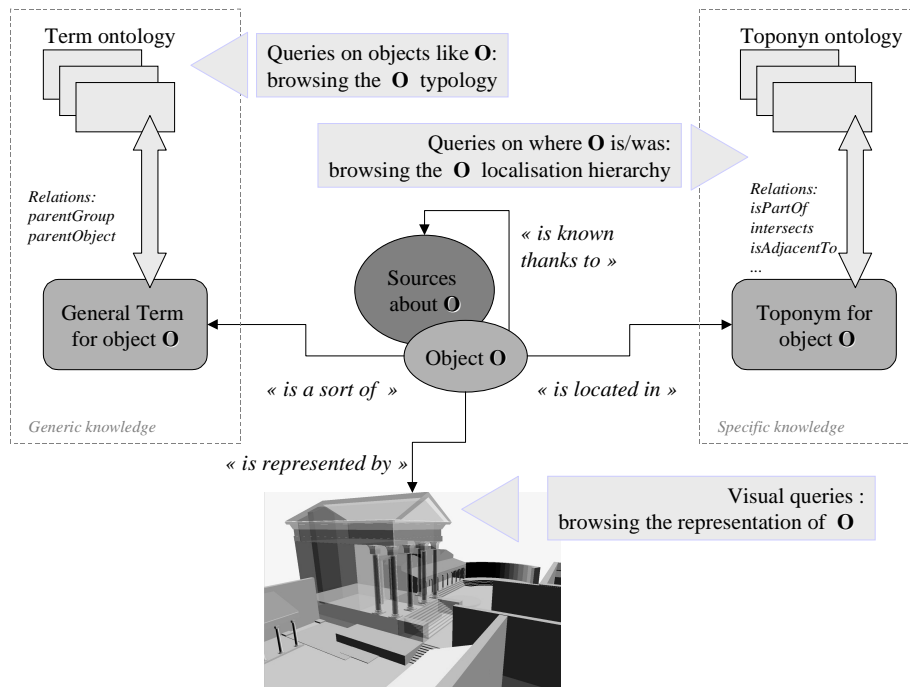 Term ontology
Queries on objects like O:
browsing the O typology
Toponyn ontology
Queries on where O is/was:
browsing the O localisation hierarchy
Relations:
parentGroup
parentObject
Relations:
isPartOf
intersects
isAdjacentTo
...
« is known
thanks to »
Sources
about O
General Term
for object O
Object O
Toponym for
object O
« is a sort of »
« is located in »
Generic knowledge
Specific knowledge
« is represented by »
Visual queries :
browsing the representation of O